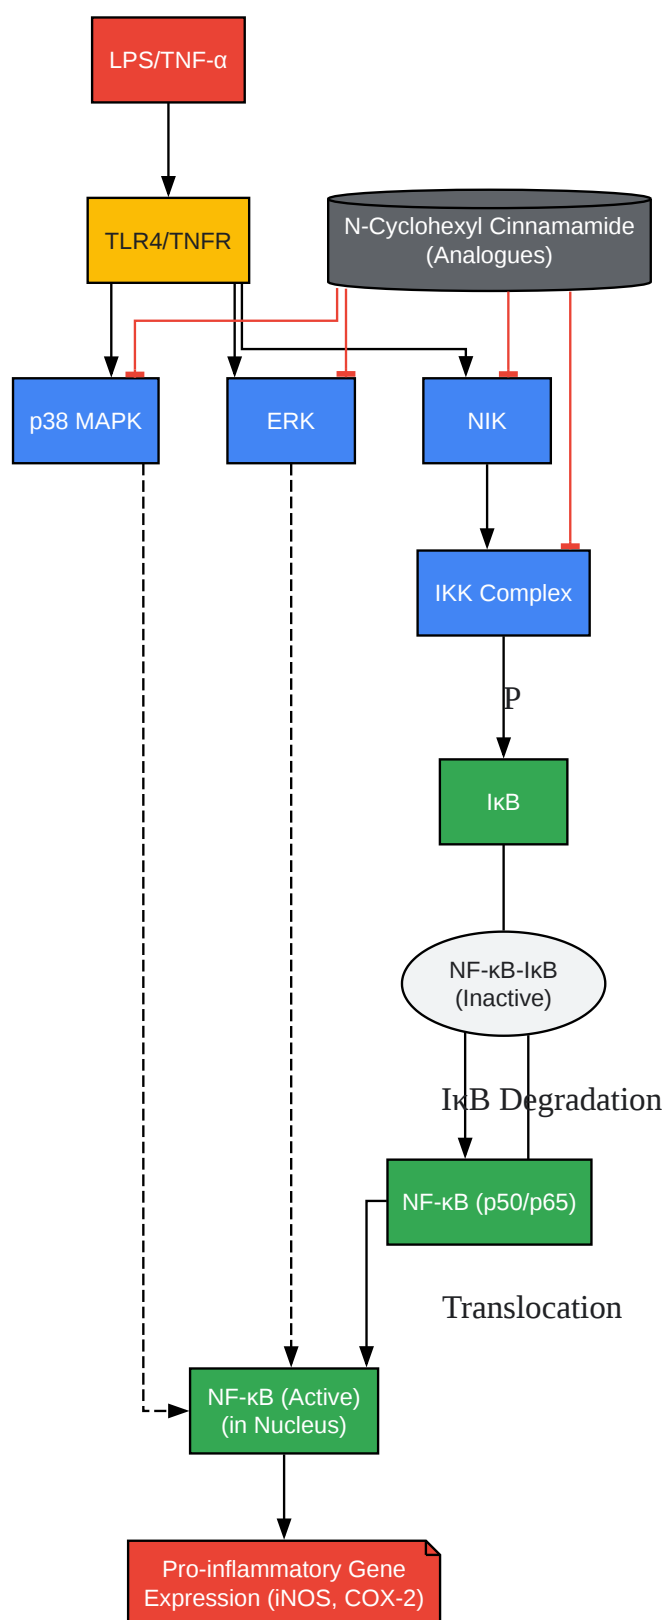 LPS/TNF-α
TLR4/TNFR
N-Cyclohexyl Cinnamamide
(Analogues)
p38 MAPK
ERK
NIK
IKK Complex
P
IκB
NF-κB-IκB
(Inactive)
IκB Degradation
NF-κB (p50/p65)
Translocation
NF-κB (Active)
(in Nucleus)
Pro-inflammatory Gene
Expression (iNOS, COX-2)